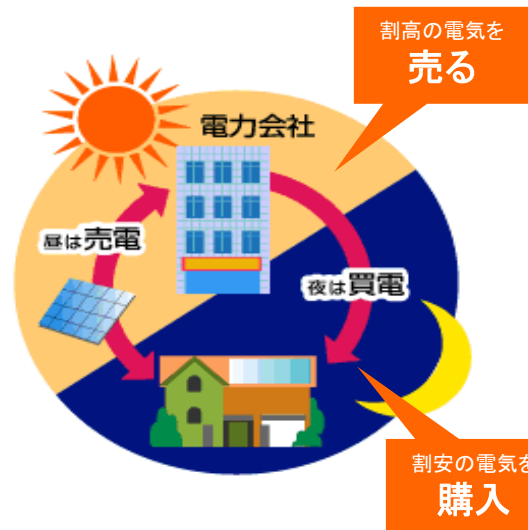 割高の電気を
売る
電力会社
昼は売電
夜は買電
割安の電気を
購入